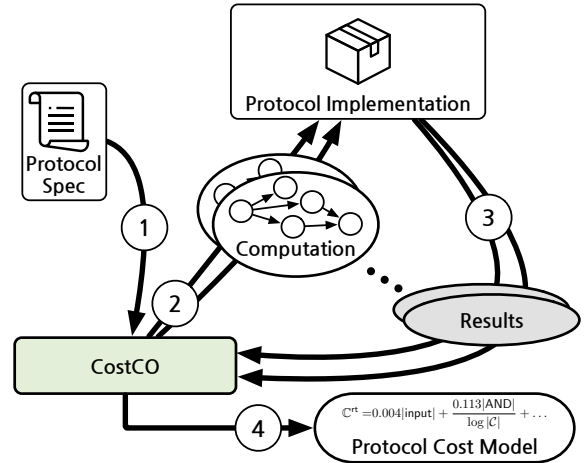 Protocol Implementation
Protocol
Spec
1
Computation
3
2
Results
CostCO
4
ℂ^rt =0.004|input| + 0.113|AND| / log |𝒞| + ...
Protocol Cost Model